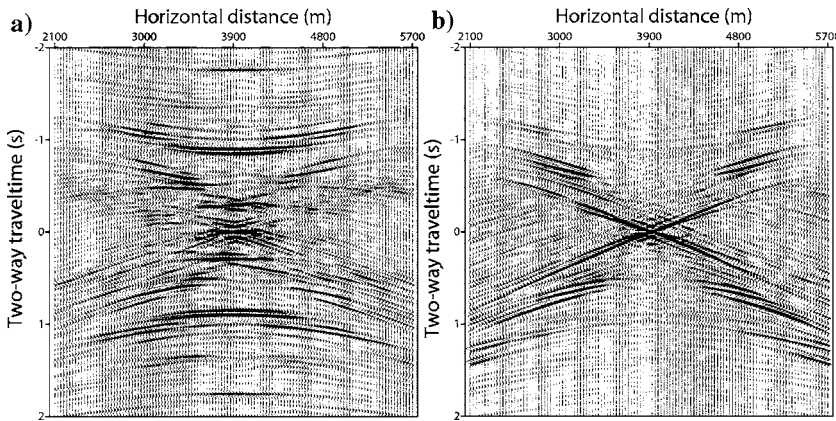 a)
Horizontal distance (m)
2100 3000 3900 4800 5700
Two-way traveltime (s)
-2
-1
0
1
2
b)
Horizontal distance (m)
2100 3000 3900 4800 5700
Two-way traveltime (s)
-2
-1
0
1
2